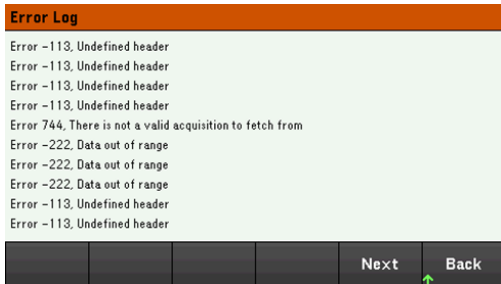 Error Log
Error -113, Undefined header
Error -113, Undefined header
Error -113, Undefined header
Error -113, Undefined header
Error 744, There is not a valid acquisition to fetch from
Error -222, Data out of range
Error -222, Data out of range
Error -222, Data out of range
Error -113, Undefined header
Error -113, Undefined header
Next Back